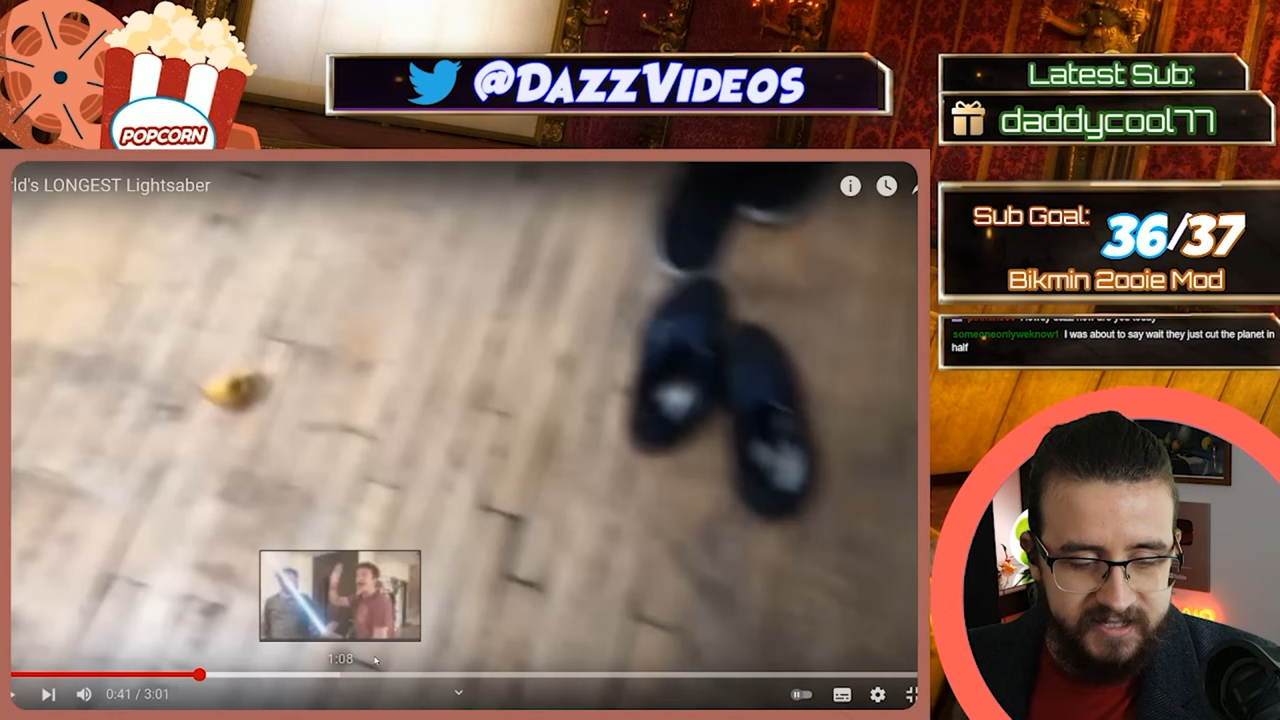 POPCORN
@DAZZVIDEOS
Latest Sub:
daddycool77
ld's LONGEST Lightsaber
Sub Goal:
36/37
Bikmin 2ooie Mod
someoneonlyweknow1 I was about to say wait they just cut the planet in
half
1:08
0:41 / 3:01